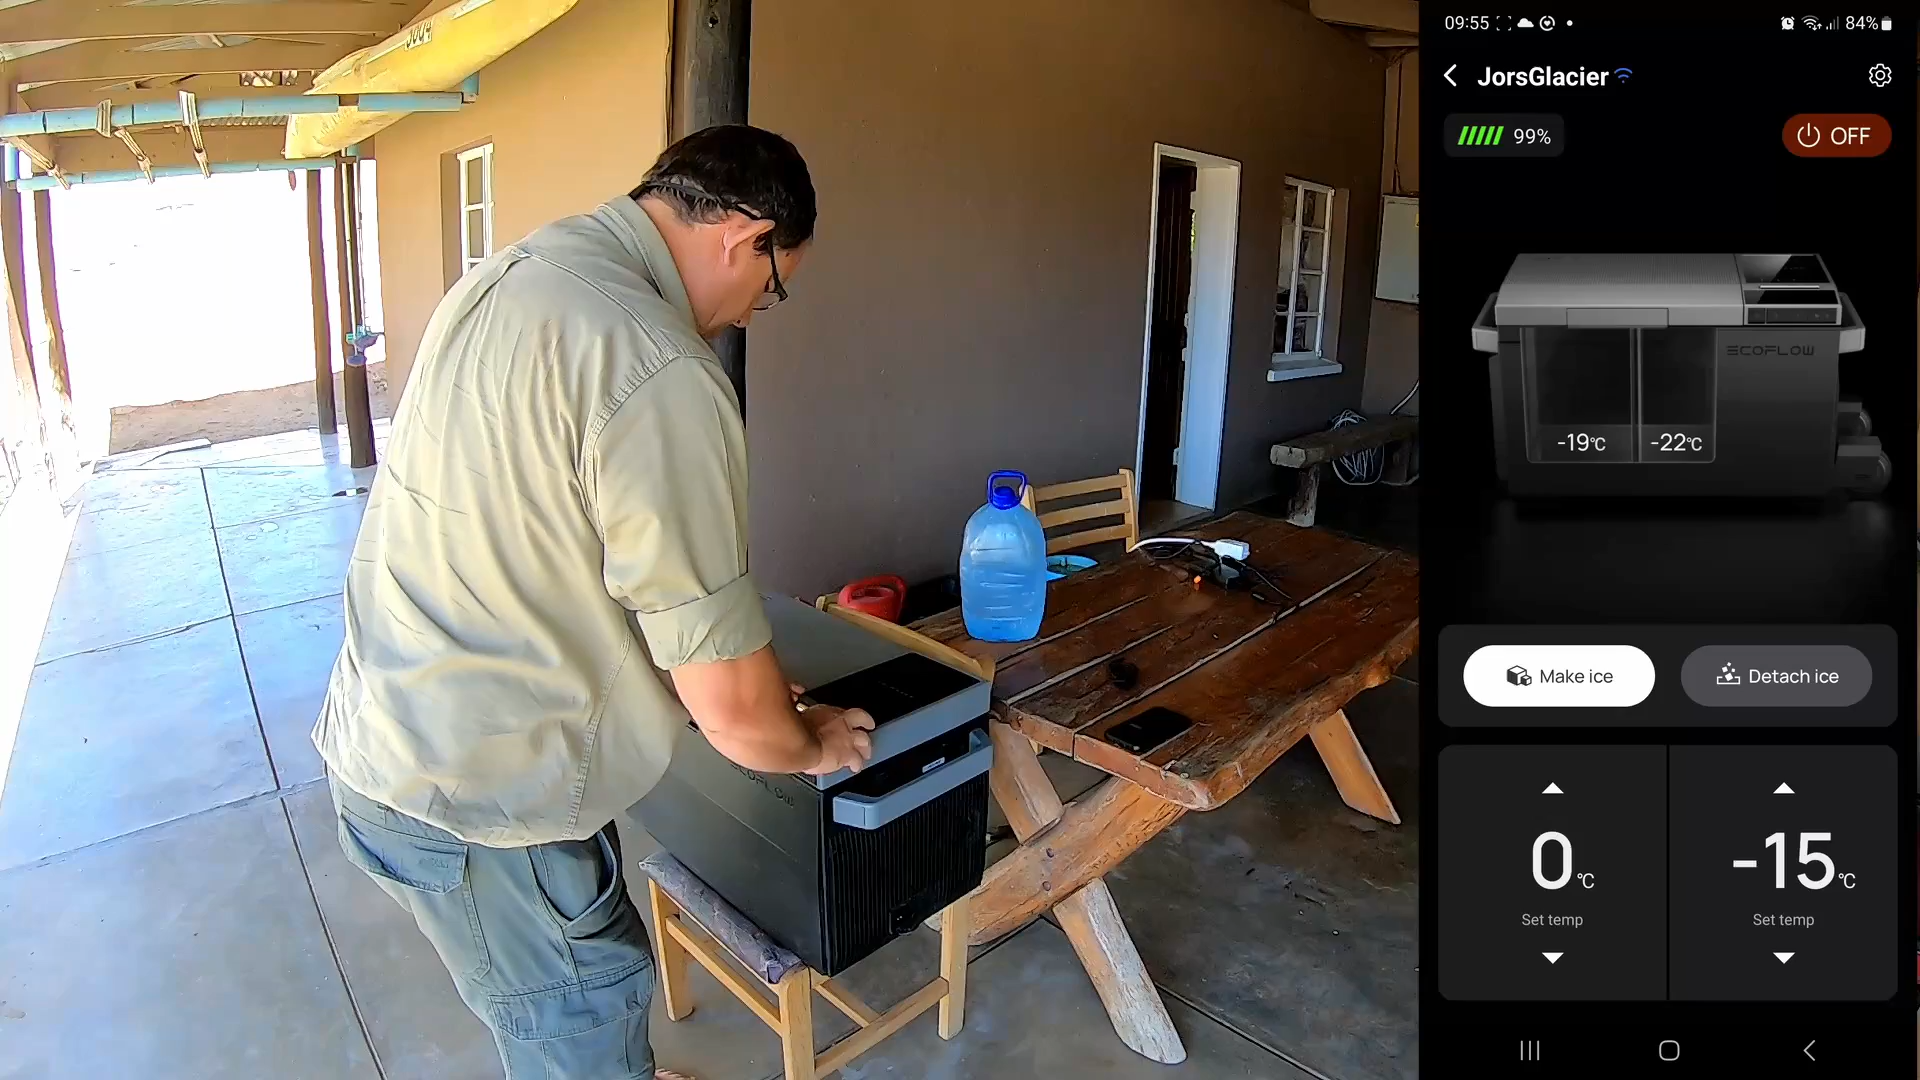 09:55
84%
JorsGlacier
99%
OFF
ECOFLOW
-19℃
-22℃
Make ice
Detach ice
0℃
Set temp
-15℃
Set temp
ECOFLOW